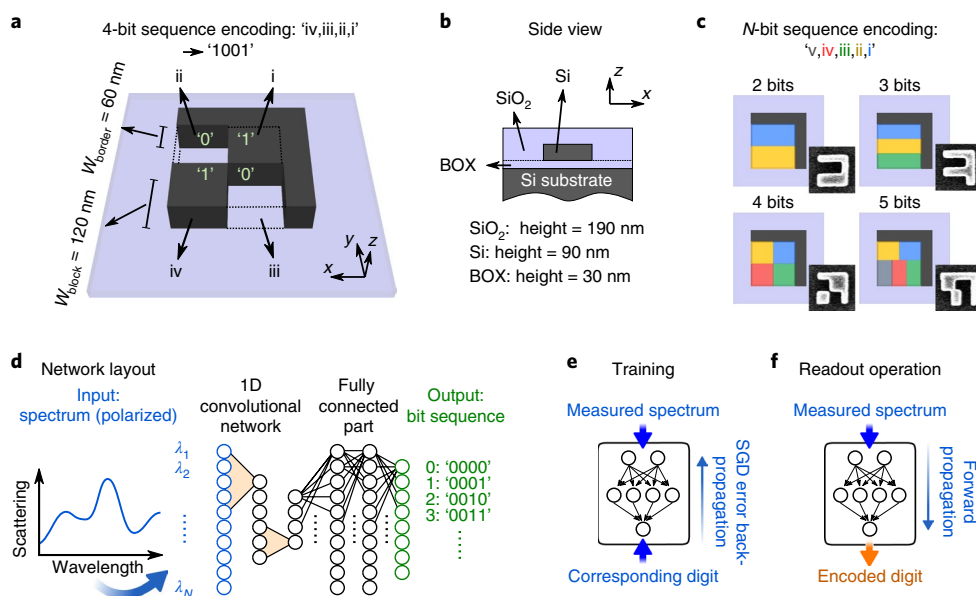 a
4-bit sequence encoding: 'iv,iii,ii,i'
→ '1001'
ii
i
W_border = 60 nm
'0'
'1'
'1'
'0'
W_block = 120 nm
iv
iii
y
z
x
b
Side view
Si
SiO₂
z
x
BOX
Si substrate
SiO₂: height = 190 nm
Si: height = 90 nm
BOX: height = 30 nm
c
N-bit sequence encoding:
'v,iv,iii,ii,i'
2 bits
3 bits
4 bits
5 bits
d
Network layout
Input:
spectrum (polarized)
Scattering
Wavelength
1D
convolutional
network
Fully
connected
part
Output:
bit sequence
λ₁
λ₂
λ_N
0: '0000'
1: '0001'
2: '0010'
3: '0011'
e
Training
Measured spectrum
SGD error back-
propagation
Corresponding digit
f
Readout operation
Measured spectrum
Forward
propagation
Encoded digit